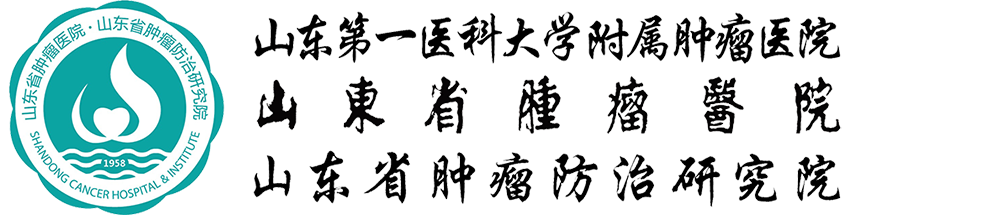 山东省肿瘤医院·山东省肿瘤防治研究院
1958
SHANDONG CANCER HOSPITAL & INSTITUTE
山东第一医科大学附属肿瘤医院
山東省腫瘤醫院
山东省肿瘤防治研究院